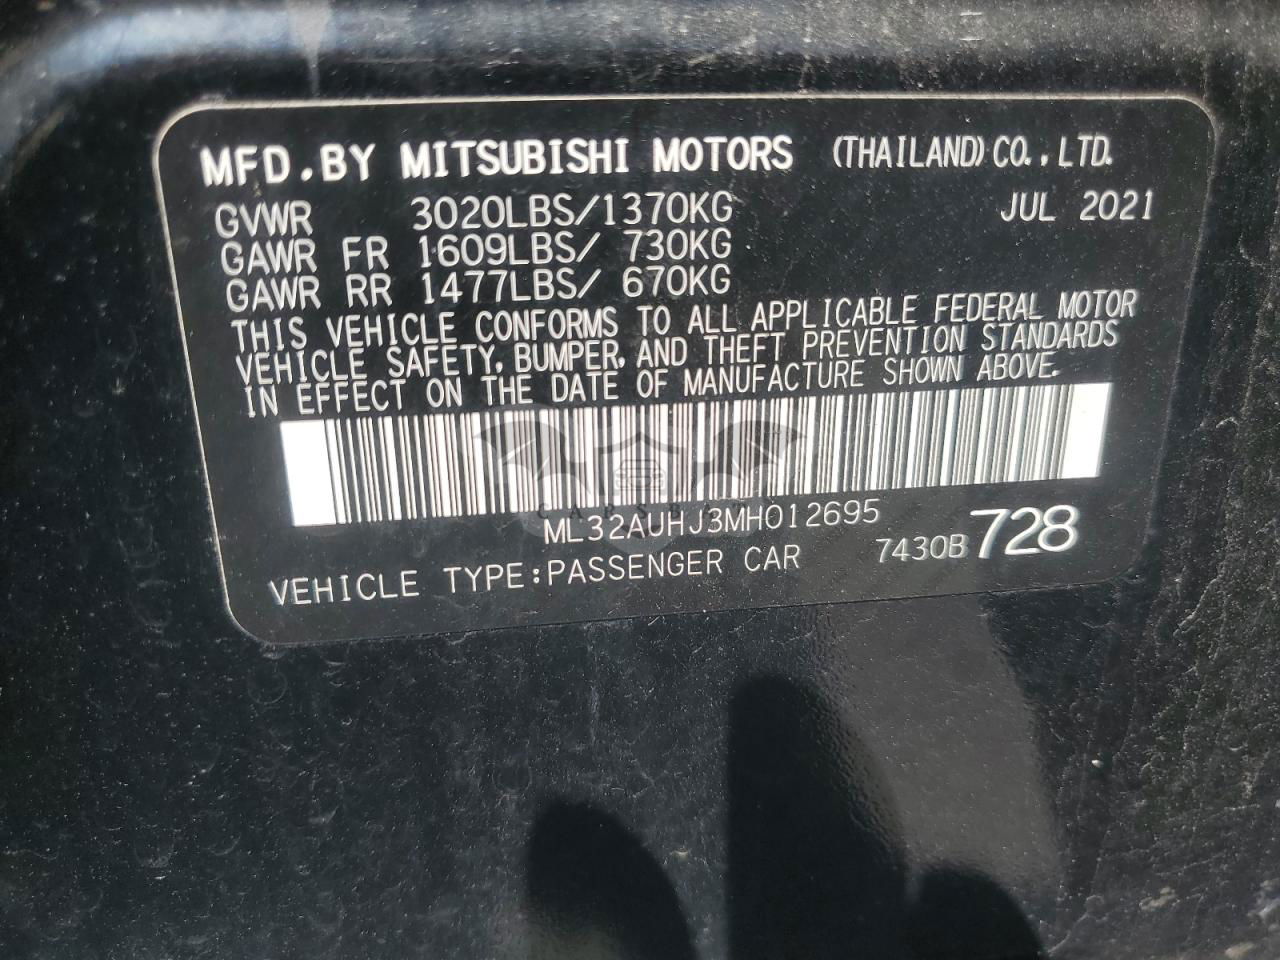 MFD.BY MITSUBISHI MOTORS (THAILAND) CO.,LTD.
GVWR 3020LBS/1370KG JUL 2021
GAWR FR 1609LBS/ 730KG
GAWR RR 1477LBS/ 670KG
THIS VEHICLE CONFORMS TO ALL APPLICABLE FEDERAL MOTOR
VEHICLE SAFETY, BUMPER, AND THEFT PREVENTION STANDARDS
IN EFFECT ON THE DATE OF MANUFACTURE SHOWN ABOVE.
ML32AUHJ3MH012695
VEHICLE TYPE:PASSENGER CAR 7430B 728